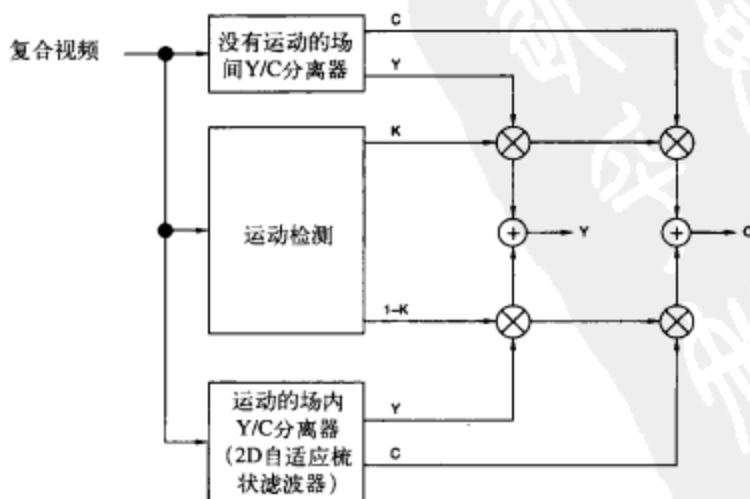 复合视频
没有运动的场
间Y/C分离器
C
Y
运动检测
K
1-K
Y
C
运动的场内
Y/C分离器
(2D自适应梳
状滤波器)
Y
C